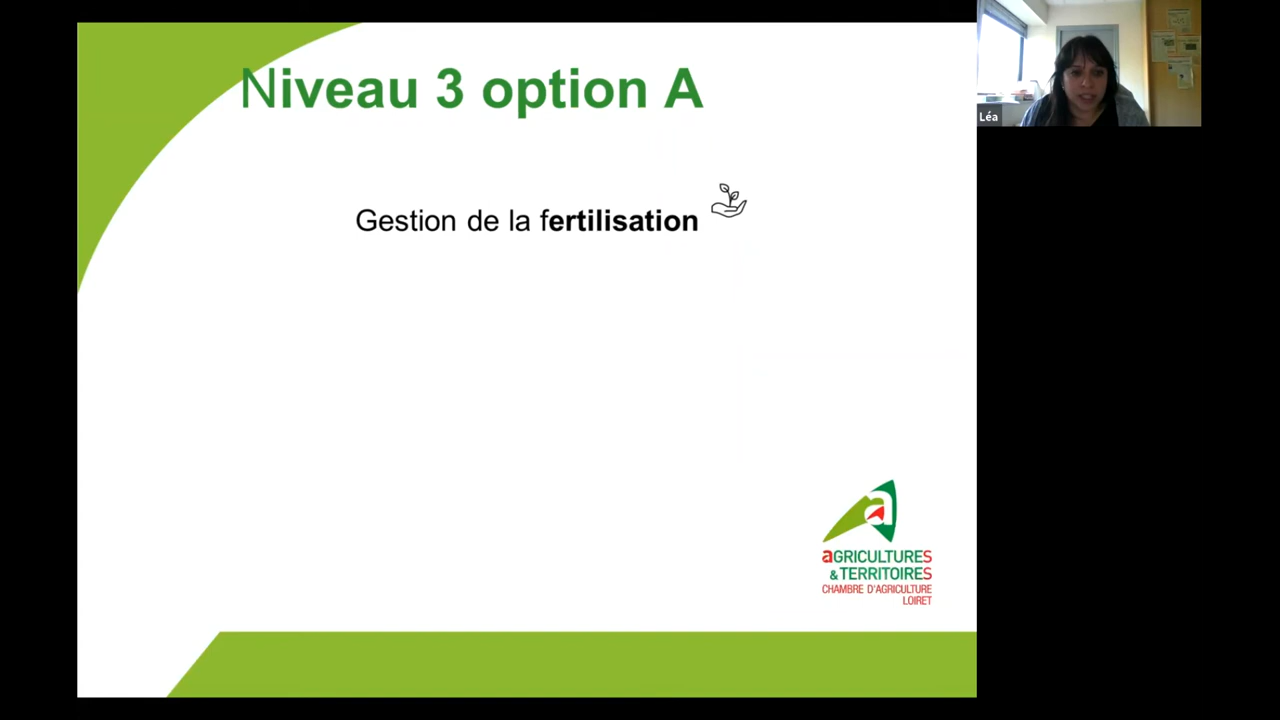 Niveau 3 option A
Gestion de la fertilisation
Léa
aGRICULTURES
& TERRITOIRES
CHAMBRE D'AGRICULTURE
LOIRET